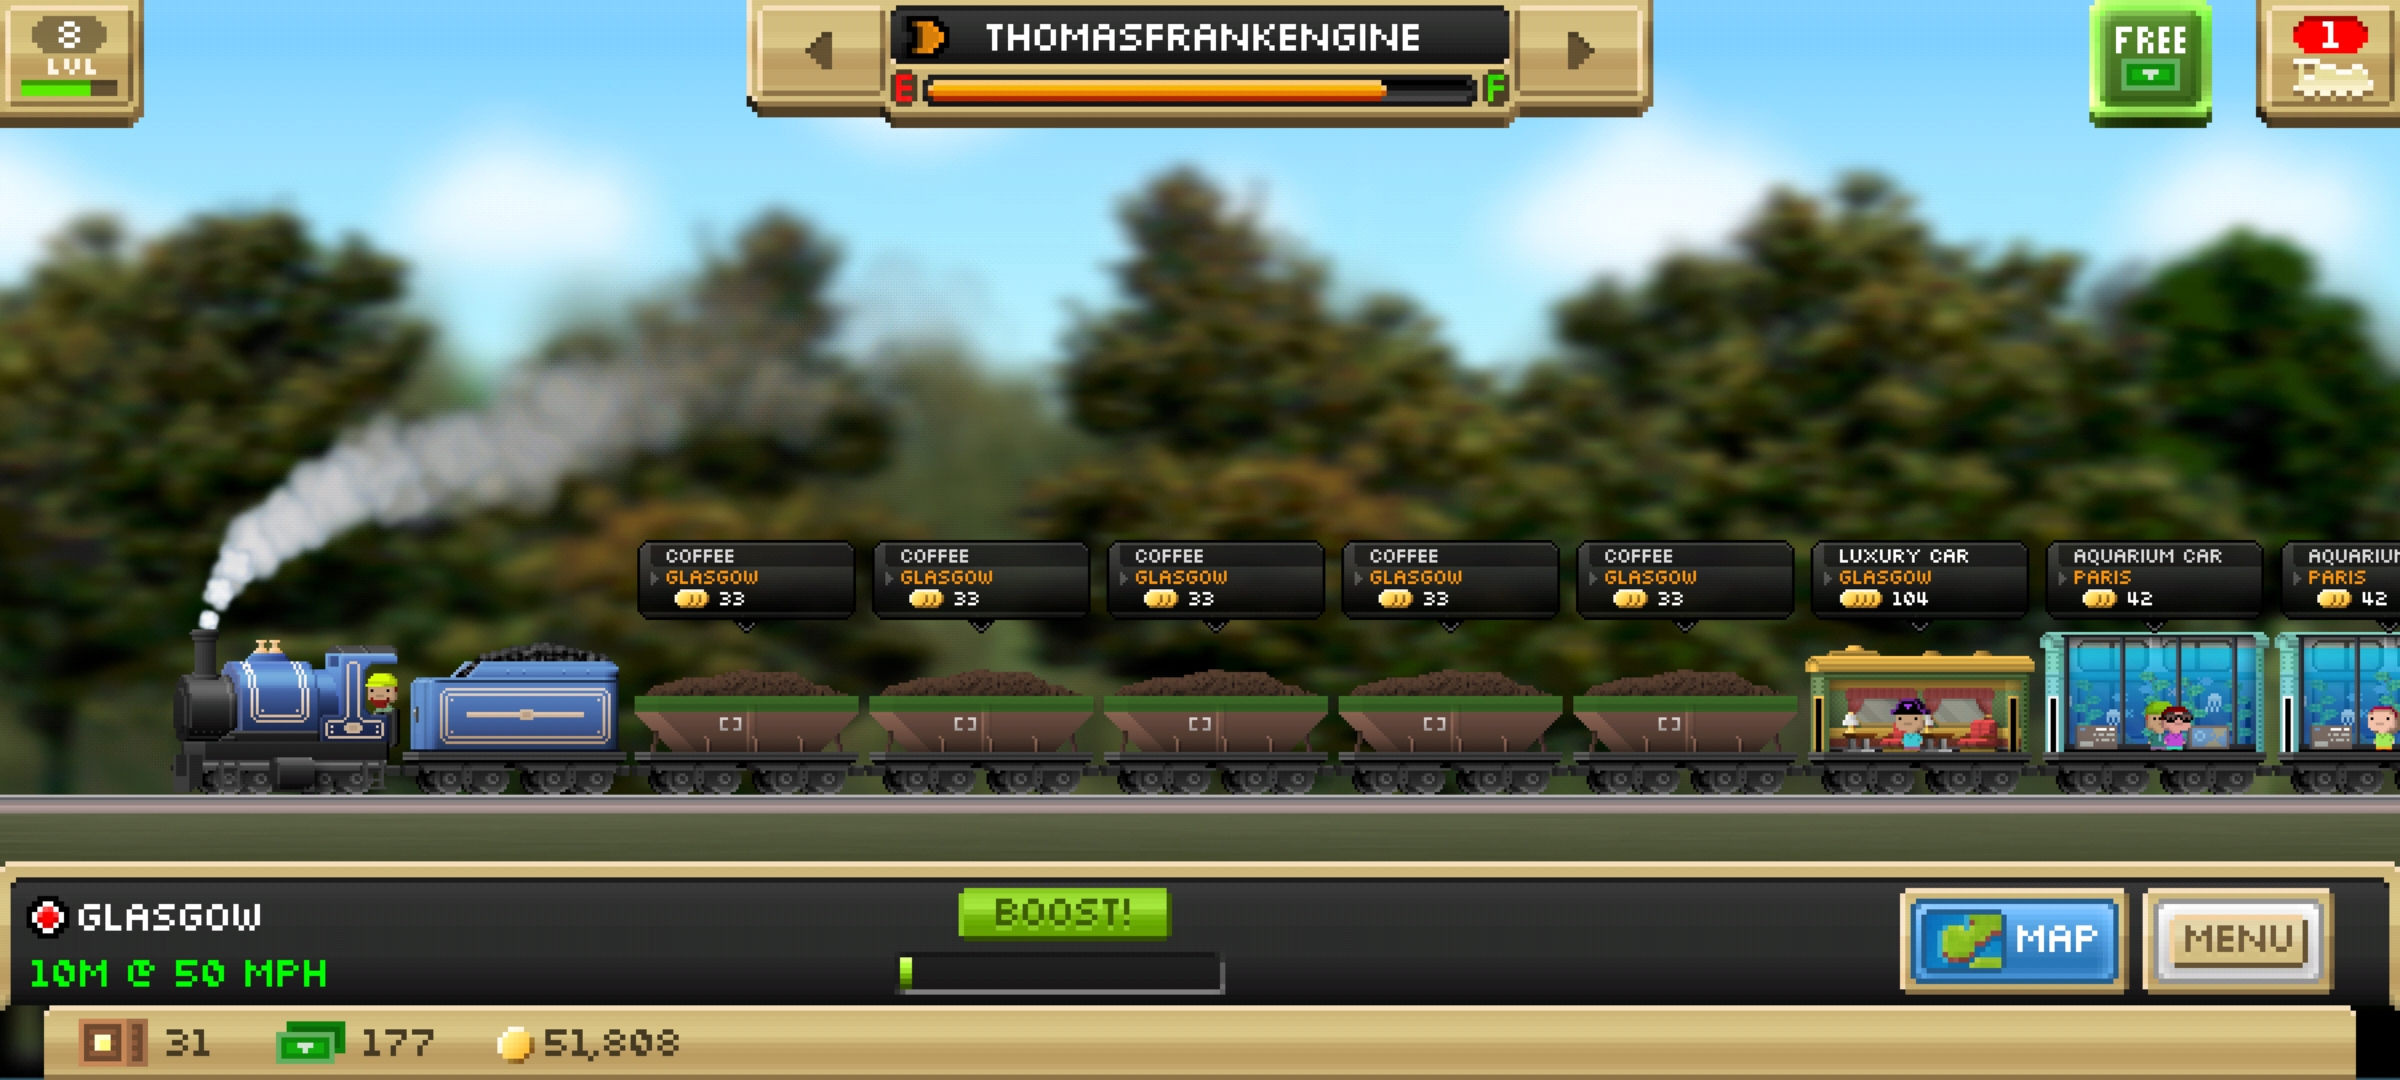 8
LVL
THOMASFRANKENGINE
E F
FREE
1
COFFEE
GLASGOW
33
COFFEE
GLASGOW
33
COFFEE
GLASGOW
33
COFFEE
GLASGOW
33
COFFEE
GLASGOW
33
LUXURY CAR
GLASGOW
104
AQUARIUM CAR
PARIS
42
AQUARIU
PARIS
42
GLASGOW
10M @ 50 MPH
BOOST!
MAP
MENU
31
177
51,808